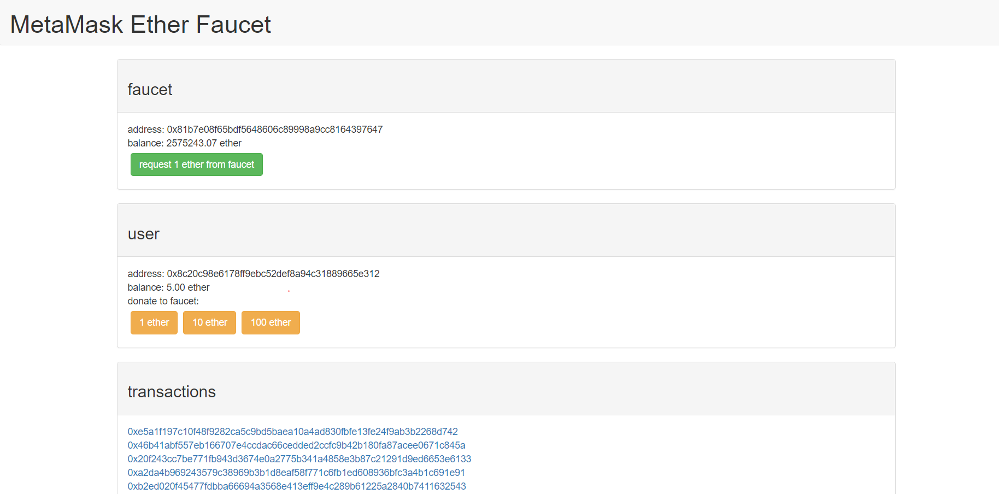 MetaMask Ether Faucet
faucet
address: 0x81b7e08f65bdf5648606c89998a9cc8164397647
balance: 2575243.07 ether
request 1 ether from faucet
user
address: 0x8c20c98e6178ff9ebc52def8a94c31889665e312
balance: 5.00 ether
donate to faucet:
1 ether 10 ether 100 ether
transactions
0xe5a1f197c10f48f9282ca5c9bd5baea10a4ad830fbfe13fe24f9ab3b2268d742
0x46b41abf557eb166707e4ccdac66cedded2ccfc9b42b180fa87acee0671c845a
0x20f243cc7be771fb943d3674e0a2775b341a4858e3b87c21291d9ed6653e6133
0xa2da4b969243579c38969b3b1d8eaf58f771c6fb1ed608936bfc3a4b1c691e91
0xb2ed020f45477fdbba66694a3568e413eff9e4c289b61225a2840b7411632543